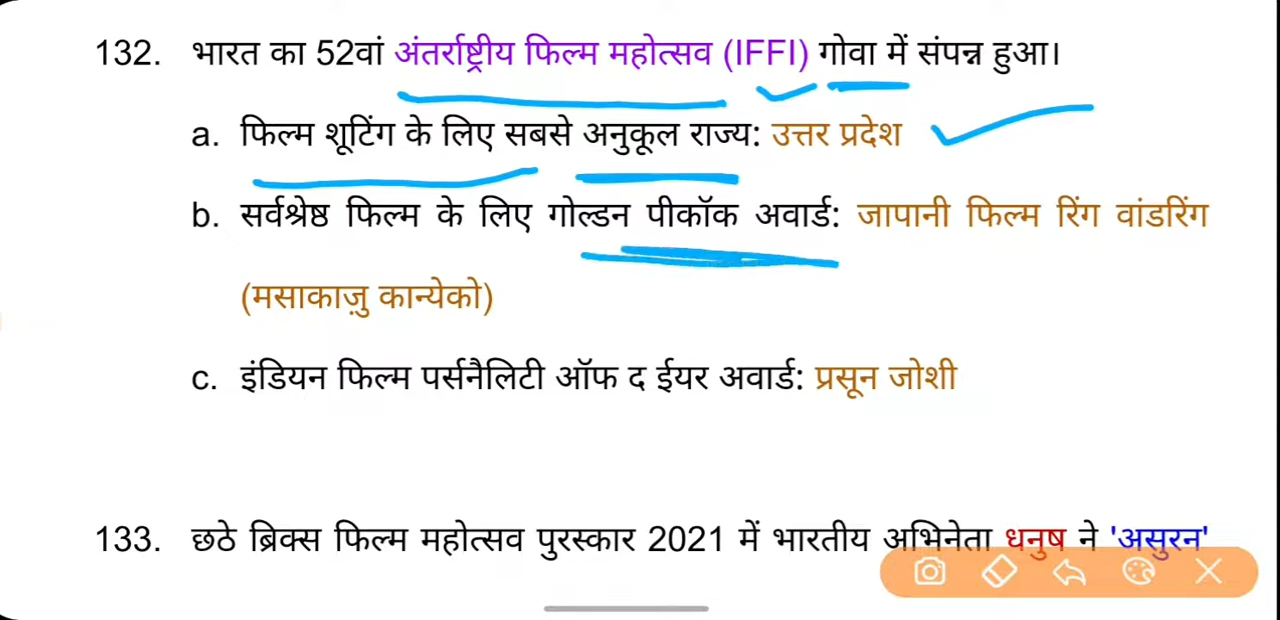 132. भारत का 52वां अंतर्राष्ट्रीय फिल्म महोत्सव (IFFI) गोवा में संपन्न हुआ।
a. फिल्म शूटिंग के लिए सबसे अनुकूल राज्य: उत्तर प्रदेश
b. सर्वश्रेष्ठ फिल्म के लिए गोल्डन पीकॉक अवार्ड: जापानी फिल्म रिंग वांडरिंग
(मसाकाज़ु कान्येको)
c. इंडियन फिल्म पर्सनैलिटी ऑफ द ईयर अवार्ड: प्रसून जोशी
133. छठे ब्रिक्स फिल्म महोत्सव पुरस्कार 2021 में भारतीय अभिनेता धनुष ने 'असुरन'